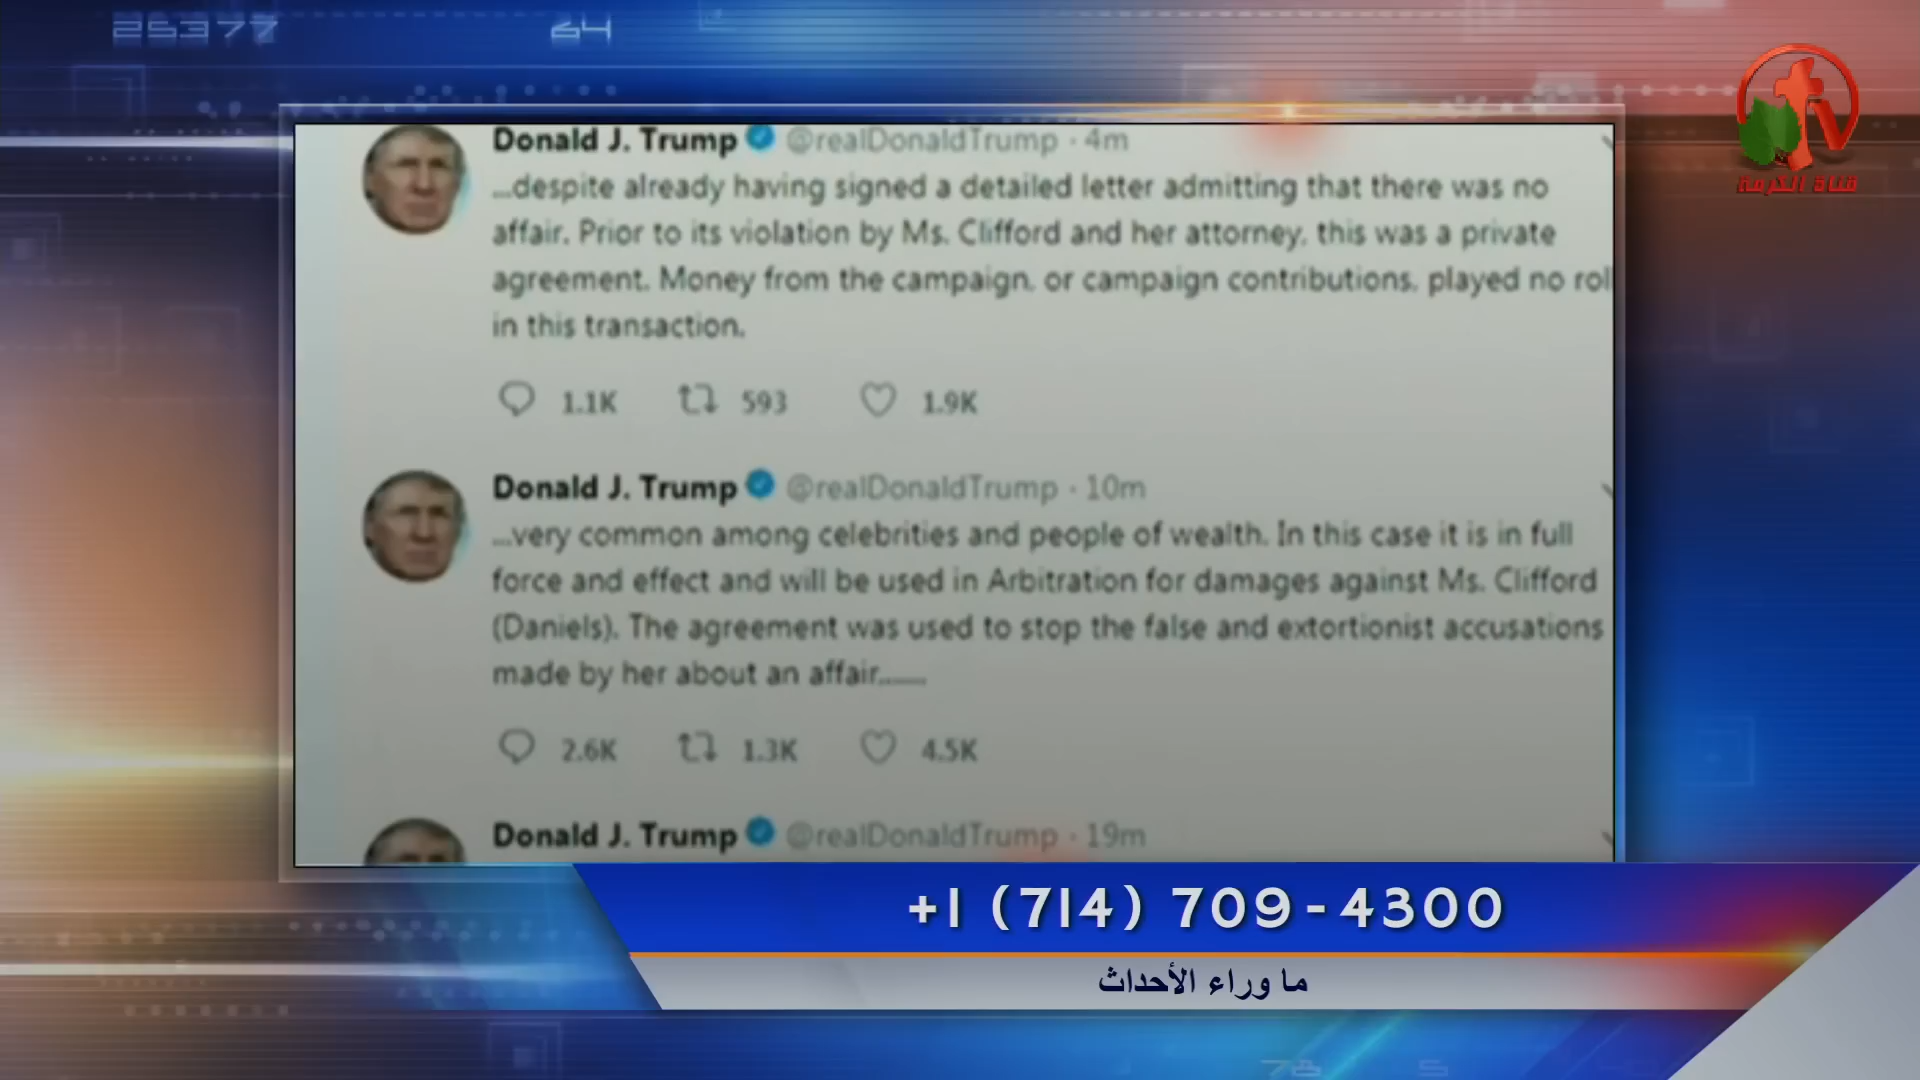 25377
64
قناة الكرمة
Donald J. Trump @realDonaldTrump · 4m
...despite already having signed a detailed letter admitting that there was no
affair. Prior to its violation by Ms. Clifford and her attorney, this was a private
agreement. Money from the campaign, or campaign contributions, played no roll
in this transaction.
1.1K 593 1.9K
Donald J. Trump @realDonaldTrump · 10m
...very common among celebrities and people of wealth. In this case it is in full
force and effect and will be used in Arbitration for damages against Ms. Clifford
(Daniels). The agreement was used to stop the false and extortionist accusations
made by her about an affair.......
2.6K 1.3K 4.5K
Donald J. Trump @realDonaldTrump · 19m
+1 (714) 709-4300
ما وراء الأحداث